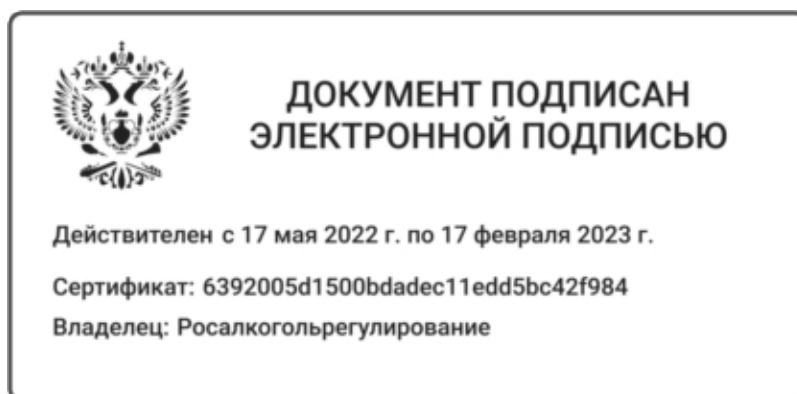 ДОКУМЕНТ ПОДПИСАН
ЭЛЕКТРОННОЙ ПОДПИСЬЮ
Действителен с 17 мая 2022 г. по 17 февраля 2023 г.
Сертификат: 6392005d1500bdadec11edd5bc42f984
Владелец: Росалкогольрегулирование